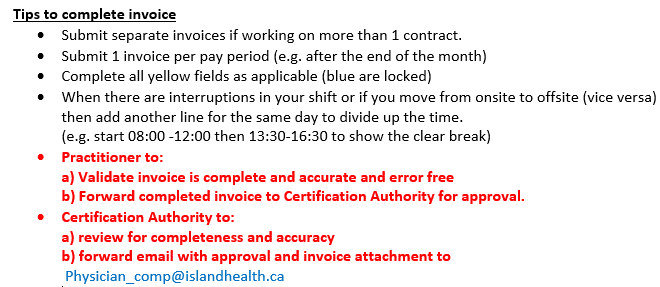 Tips to complete invoice
• Submit separate invoices if working on more than 1 contract.
• Submit 1 invoice per pay period (e.g. after the end of the month)
• Complete all yellow fields as applicable (blue are locked)
• When there are interruptions in your shift or if you move from onsite to offsite (vice versa)
then add another line for the same day to divide up the time.
(e.g. start 08:00 -12:00 then 13:30-16:30 to show the clear break)
• Practitioner to:
a) Validate invoice is complete and accurate and error free
b) Forward completed invoice to Certification Authority for approval.
• Certification Authority to:
a) review for completeness and accuracy
b) forward email with approval and invoice attachment to
Physician_comp@islandhealth.ca